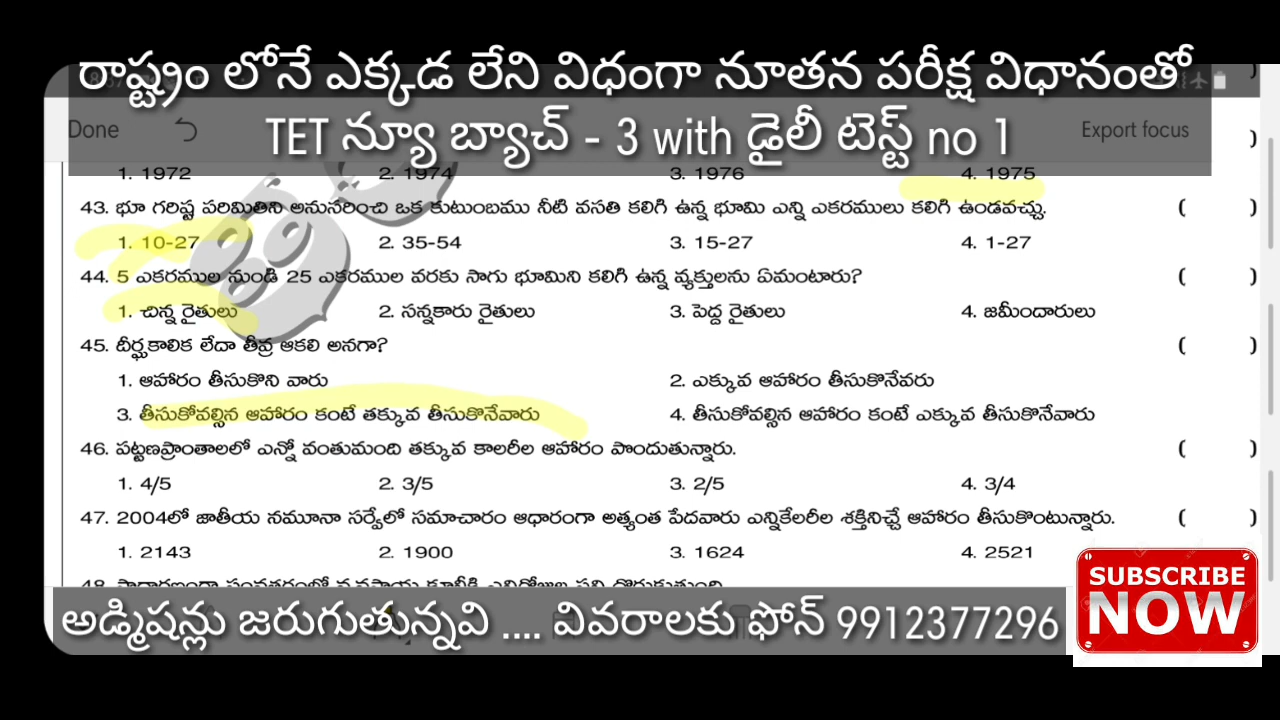 రాష్ట్రం లోనే ఎక్కడ లేని విధంగా నూతన పరీక్ష విధానంతో
Done Export focus
TET న్యూ బ్యాచ్ - 3 with డైలీ టెస్ట్ no 1
1. 1972 2. 1974 3. 1976 4. 1975
43. భూ గరిష్ట పరిమితిని అనుసరించి ఒక కుటుంబము నీటి వసతి కలిగి ఉన్న భూమి ఎన్ని ఎకరములు కలిగి ఉండవచ్చు. ( )
1. 10-27 2. 35-54 3. 15-27 4. 1-27
44. 5 ఎకరముల నుండి 25 ఎకరముల వరకు సాగు భూమిని కలిగి ఉన్న వ్యక్తులను ఏమంటారు? ( )
1. చిన్న రైతులు 2. సన్నకారు రైతులు 3. పెద్ద రైతులు 4. జమీందారులు
45. దీర్ఘకాలిక లేదా తీవ్ర ఆకలి అనగా? ( )
1. ఆహారం తీసుకొని వారు 2. ఎక్కువ ఆహారం తీసుకొనేవరు
3. తీసుకోవల్సిన ఆహారం కంటే తక్కువ తీసుకొనేవారు 4. తీసుకోవల్సిన ఆహారం కంటే ఎక్కువ తీసుకొనేవారు
46. పట్టణప్రాంతాలలో ఎన్నో వంతుమంది తక్కువ కాలరీల ఆహారం పొందుతున్నారు. ( )
1. 4/5 2. 3/5 3. 2/5 4. 3/4
47. 2004లో జాతీయ నమూనా సర్వేలో సమాచారం ఆధారంగా అత్యంత పేదవారు ఎన్నికేలరీల శక్తినిచ్చే ఆహారం తీసుకొంటున్నారు. ( )
1. 2143 2. 1900 3. 1624 4. 2521
అడ్మిషన్లు జరుగుతున్నవి .... వివరాలకు ఫోన్ 9912377296
SUBSCRIBE
NOW